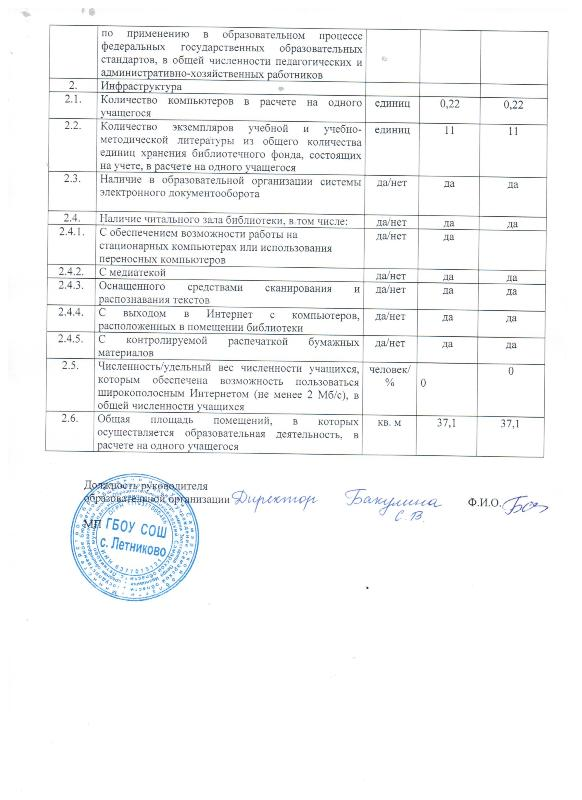 по применению в образовательном процессе
федеральных государственных образовательных
стандартов, в общей численности педагогических и
административно-хозяйственных работников
2. Инфраструктура
2.1. Количество компьютеров в расчете на одного единиц 0,22 0,22
учащегося
2.2. Количество экземпляров учебной и учебно- единиц 11 11
методической литературы из общего количества
единиц хранения библиотечного фонда, состоящих
на учете, в расчете на одного учащегося
2.3. Наличие в образовательной организации системы да/нет да да
электронного документооборота
2.4. Наличие читального зала библиотеки, в том числе: да/нет да да
2.4.1. С обеспечением возможности работы на да/нет да
стационарных компьютерах или использования
переносных компьютеров
2.4.2. С медиатекой да/нет да да
2.4.3. Оснащенного средствами сканирования и да/нет да да
распознавания текстов
2.4.4. С выходом в Интернет с компьютеров, да/нет да да
расположенных в помещении библиотеки
2.4.5. С контролируемой распечаткой бумажных да/нет да да
материалов
2.5. Численность/удельный вес численности учащихся, человек/ 0
которым обеспечена возможность пользоваться % 0
широкополосным Интернетом (не менее 2 Мб/с), в
общей численности учащихся
2.6. Общая площадь помещений, в которых кв. м 37,1 37,1
осуществляется образовательная деятельность, в
расчете на одного учащегося
Должность руководителя
образовательной организации Директор Бакулина Ф.И.О.
С.В.
МП
ГБОУ СОШ
с. Летниково